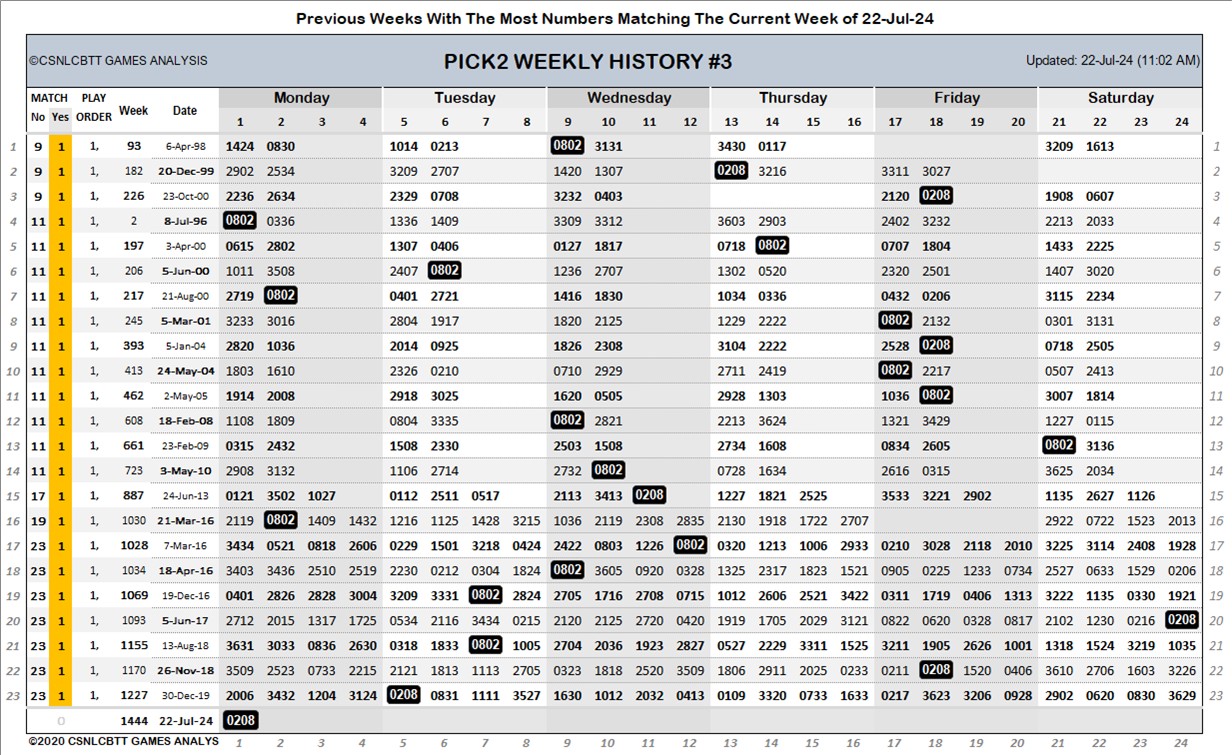 Previous Weeks With The Most Numbers Matching The Current Week of 22-Jul-24
©CSNLCBTT GAMES ANALYSIS PICK2 WEEKLY HISTORY #3 Updated: 22-Jul-24 (11:02 AM)
MATCH PLAY Week Date Monday Tuesday Wednesday Thursday Friday Saturday
No Yes ORDER 1 2 3 4 5 6 7 8 9 10 11 12 13 14 15 16 17 18 19 20 21 22 23 24
1 9 1 1, 93 6-Apr-98 1424 0830 1014 0213 0802 3131 3430 0117 3209 1613 1
2 9 1 1, 182 20-Dec-99 2902 2534 3209 2707 1420 1307 0208 3216 3311 3027 2
3 9 1 1, 226 23-Oct-00 2236 2634 2329 0708 3232 0403 2120 0208 1908 0607 3
4 11 1 1, 2 8-Jul-96 0802 0336 1336 1409 3309 3312 3603 2903 2402 3232 2213 2033 4
5 11 1 1, 197 3-Apr-00 0615 2802 1307 0406 0127 1817 0718 0802 0707 1804 1433 2225 5
6 11 1 1, 206 5-Jun-00 1011 3508 2407 0802 1236 2707 1302 0520 2320 2501 1407 3020 6
7 11 1 1, 217 21-Aug-00 2719 0802 0401 2721 1416 1830 1034 0336 0432 0206 3115 2234 7
8 11 1 1, 245 5-Mar-01 3233 3016 2804 1917 1820 2125 1229 2222 0802 2132 0301 3131 8
9 11 1 1, 393 5-Jan-04 2820 1036 2014 0925 1826 2308 3104 2222 2528 0208 0718 2505 9
10 11 1 1, 413 24-May-04 1803 1610 2326 0210 0710 2929 2711 2419 0802 2217 0507 2413 10
11 11 1 1, 462 2-May-05 1914 2008 2918 3025 1620 0505 2928 1303 1036 0802 3007 1814 11
12 11 1 1, 608 18-Feb-08 1108 1809 0804 3335 0802 2821 2213 3624 1321 3429 1227 0115 12
13 11 1 1, 661 23-Feb-09 0315 2432 1508 2330 2503 1508 2734 1608 0834 2605 0802 3136 13
14 11 1 1, 723 3-May-10 2908 3132 1106 2714 2732 0802 0728 1634 2616 0315 3625 2034 14
15 17 1 1, 887 24-Jun-13 0121 3502 1027 0112 2511 0517 2113 3413 0208 1227 1821 2525 3533 3221 2902 1135 2627 1126 15
16 19 1 1, 1030 21-Mar-16 2119 0802 1409 1432 1216 1125 1428 3215 1036 2119 2308 2835 2130 1918 1722 2707 2922 0722 1523 2013 16
17 23 1 1, 1028 7-Mar-16 3434 0521 0818 2606 0229 1501 3218 0424 2422 0803 1226 0802 0320 1213 1006 2933 0210 3028 2118 2010 3225 3114 2408 1928 17
18 23 1 1, 1034 18-Apr-16 3403 3436 2510 2519 2230 0212 0304 1824 0802 3605 0920 0328 1325 2317 1823 1521 0905 0225 1233 0734 2527 0633 1529 0206 18
19 23 1 1, 1069 19-Dec-16 0401 2826 2828 3004 3209 3331 0802 2824 2705 1716 2708 0715 1012 2606 2521 3422 0311 1719 0406 1313 3222 1135 0330 1921 19
20 23 1 1, 1093 5-Jun-17 2712 2015 1317 1725 0534 2116 3434 0215 2120 2125 2720 0420 1911 1705 2029 3121 0822 0620 0328 0817 2102 1230 0216 0208 20
21 23 1 1, 1155 13-Aug-18 3631 3033 0836 2630 0318 1833 0802 1005 2704 2036 1923 2827 0527 2229 3311 1525 3211 1905 2626 1001 1318 1524 3219 1035 21
22 23 1 1, 1170 26-Nov-18 3509 2523 0733 2215 2121 1813 1113 2705 0323 1818 2520 3509 1806 2911 2025 0233 0211 0208 1520 0406 3610 2706 1603 3226 22
23 23 1 1, 1227 30-Dec-19 2006 3432 1204 3124 0208 0831 1111 3527 1630 1012 2032 0413 0109 3320 0733 1633 0217 3623 3206 0928 2902 0620 0830 3629 23
0 1444 22-Jul-24 0208
©2020 CSNLCBTT GAMES ANALYS 1 2 3 4 5 6 7 8 9 10 11 12 13 14 15 16 17 18 19 20 21 22 23 24